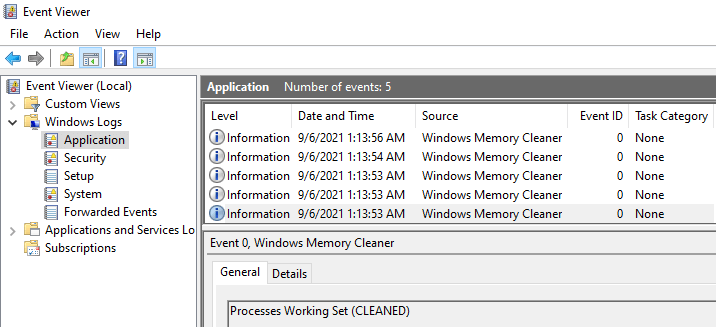 Event Viewer
File Action View Help
Event Viewer (Local)
Custom Views
Windows Logs
Application
Security
Setup
System
Forwarded Events
Applications and Services Lo
Subscriptions
Application Number of events: 5
Level Date and Time Source Event ID Task Category
Information 9/6/2021 1:13:56 AM Windows Memory Cleaner 0 None
Information 9/6/2021 1:13:54 AM Windows Memory Cleaner 0 None
Information 9/6/2021 1:13:53 AM Windows Memory Cleaner 0 None
Information 9/6/2021 1:13:53 AM Windows Memory Cleaner 0 None
Information 9/6/2021 1:13:53 AM Windows Memory Cleaner 0 None
Event 0, Windows Memory Cleaner
General Details
Processes Working Set (CLEANED)